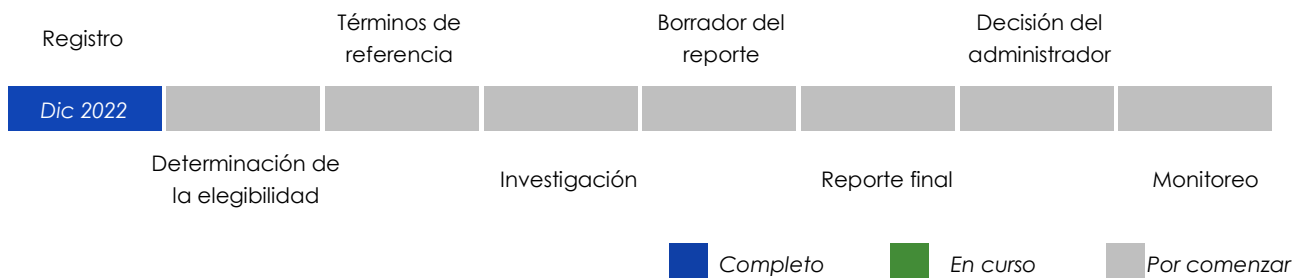 Registro
Términos de
referencia
Borrador del
reporte
Decisión del
administrador
Dic 2022
Determinación de
la elegibilidad
Investigación
Reporte final
Monitoreo
Completo
En curso
Por comenzar